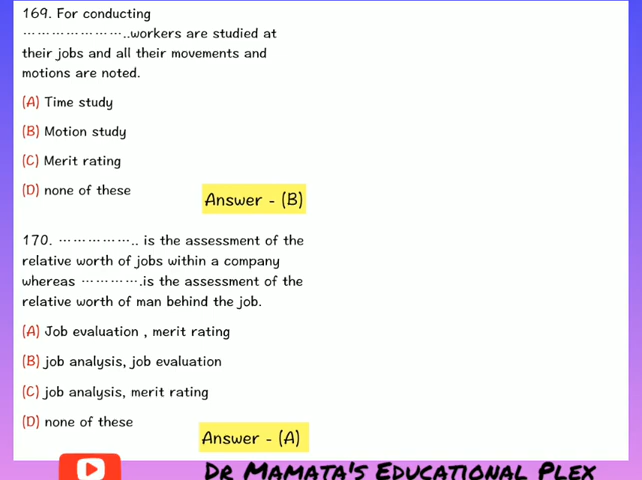 169. For conducting
…………………..workers are studied at
their jobs and all their movements and
motions are noted.
(A) Time study
(B) Motion study
(C) Merit rating
(D) none of these
Answer - (B)
170. …………….. is the assessment of the
relative worth of jobs within a company
whereas ………….is the assessment of the
relative worth of man behind the job.
(A) Job evaluation , merit rating
(B) job analysis, job evaluation
(C) job analysis, merit rating
(D) none of these
Answer - (A)
DR MAMATA'S EDUCATIONAL PLEX